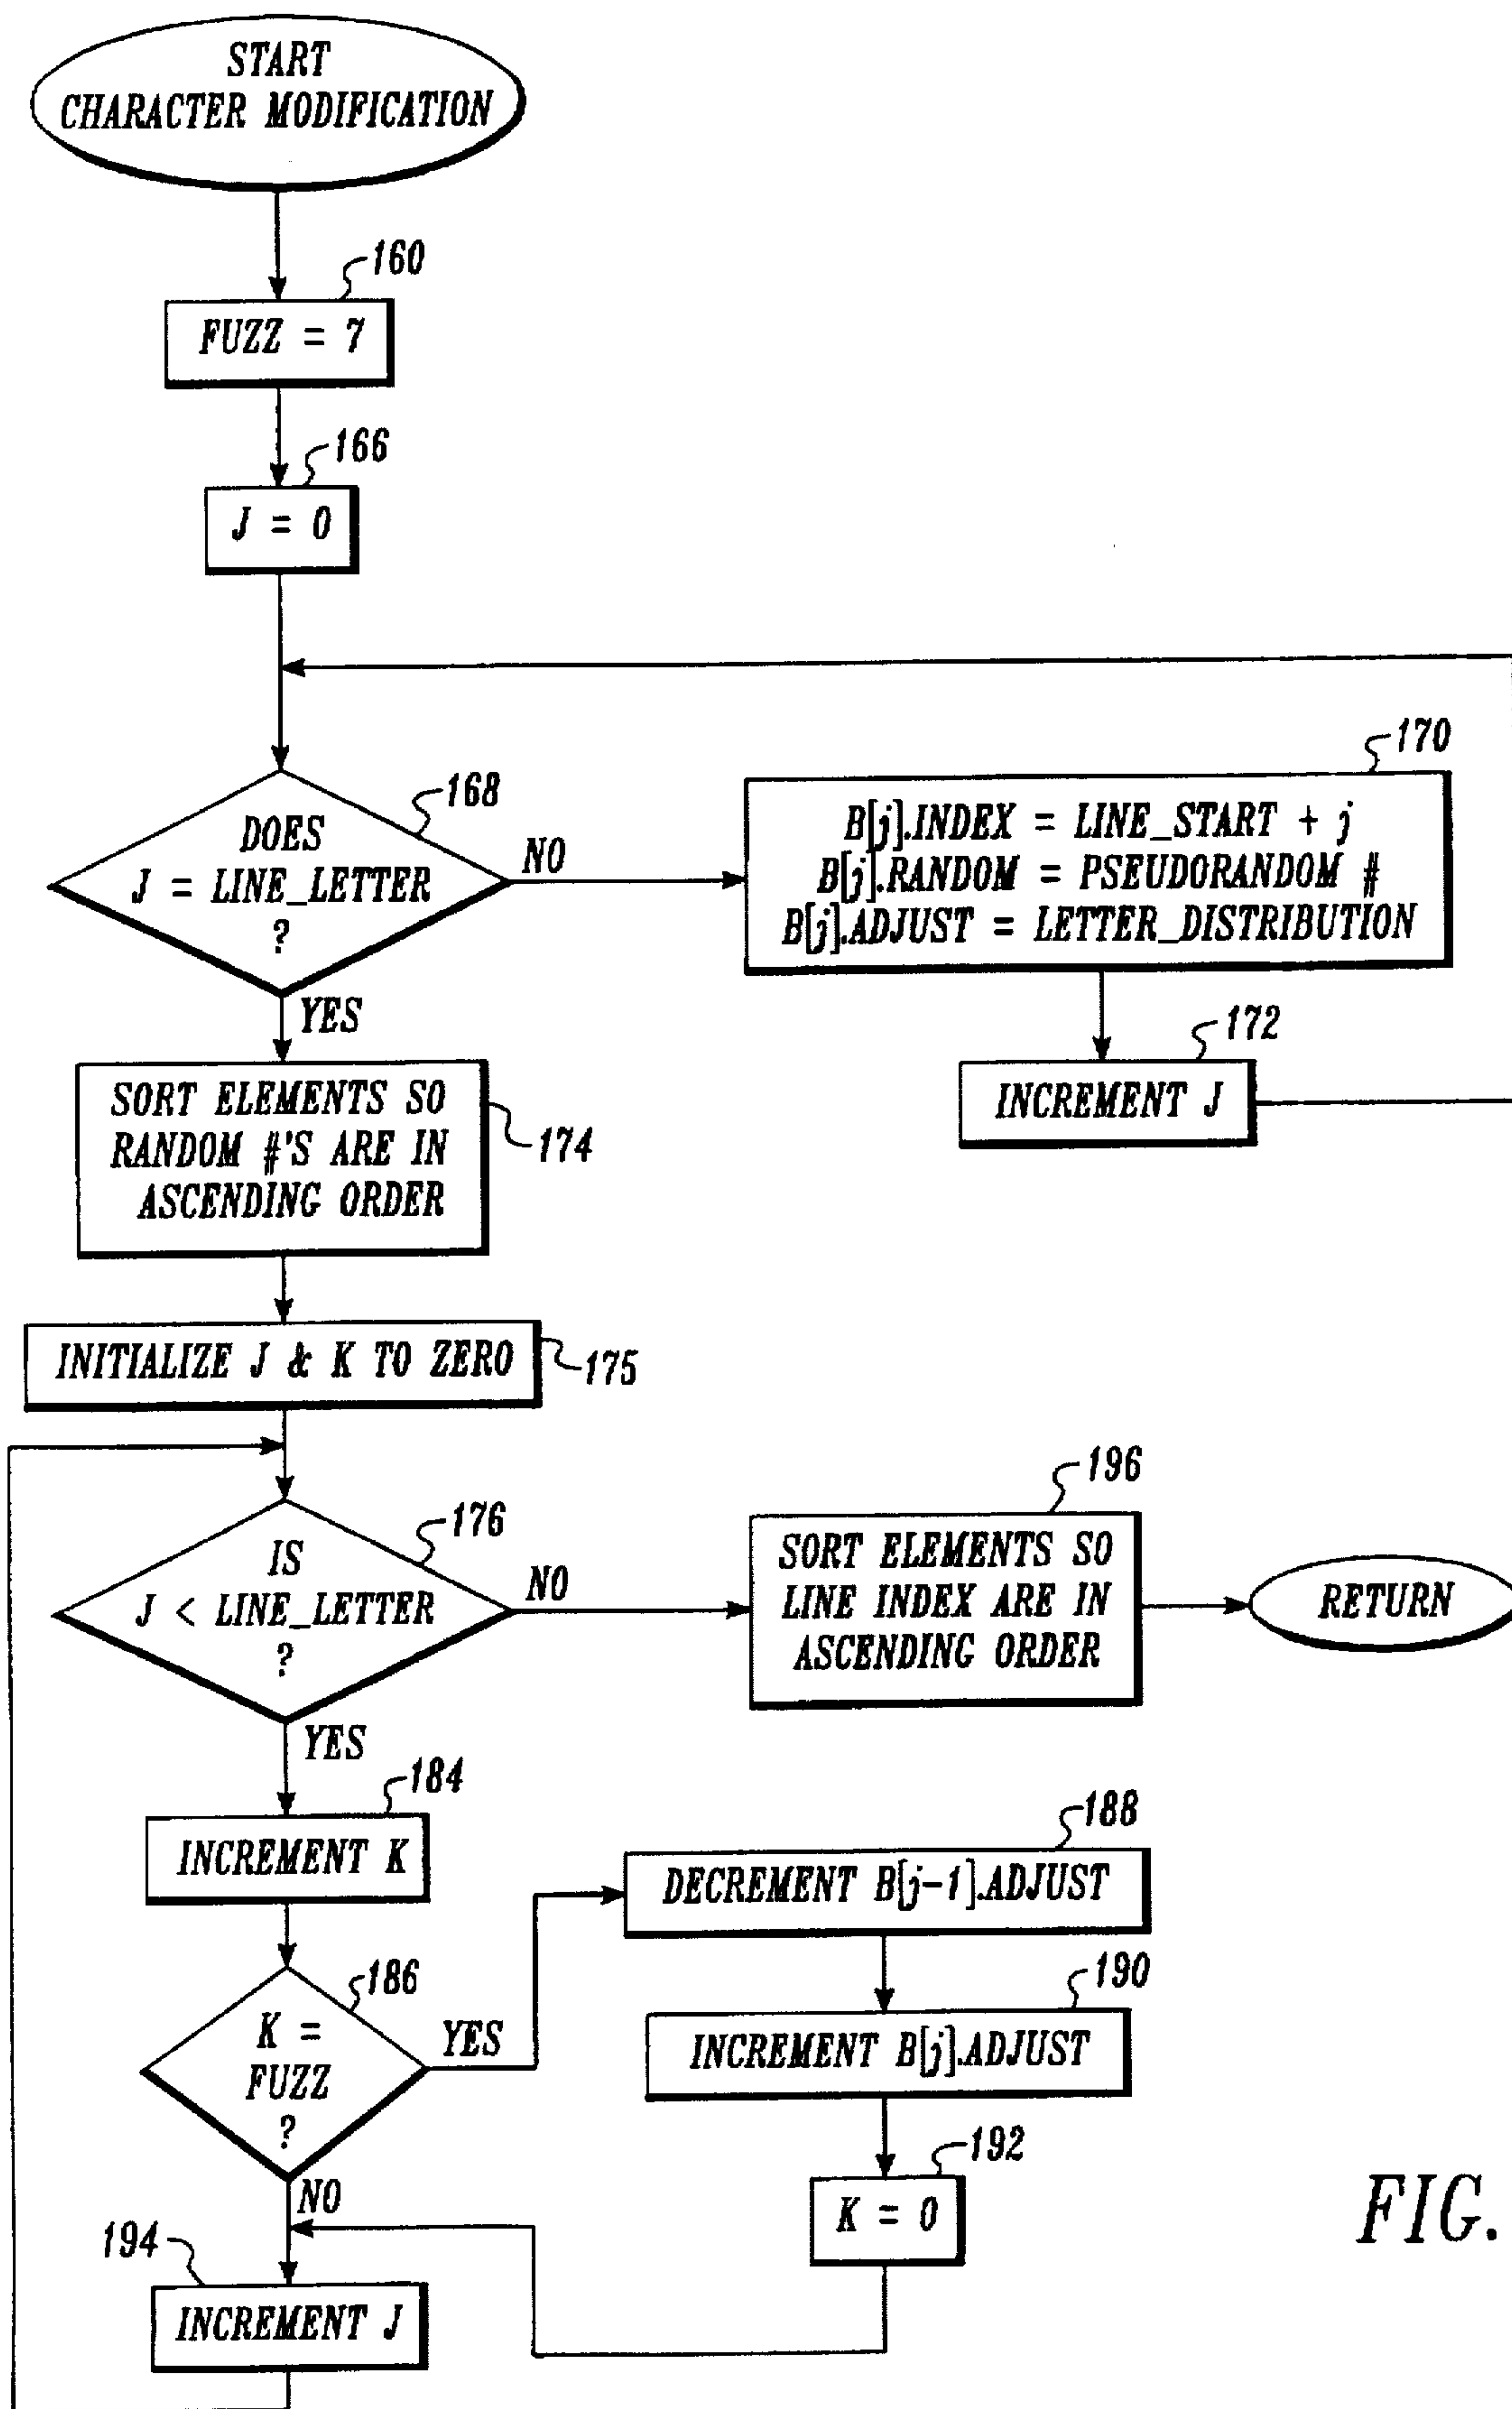 START
CHARACTER MODIFICATION
160
FUZZ = 7
166
J = 0
168
DOES
J = LINE_LETTER
?
NO
YES
170
B[j].INDEX = LINE_START + j
B[j].RANDOM = PSEUDORANDOM #
B[j].ADJUST = LETTER_DISTRIBUTION
172
INCREMENT J
SORT ELEMENTS SO
RANDOM #'S ARE IN
ASCENDING ORDER
174
INITIALIZE J & K TO ZERO
175
176
IS
J < LINE_LETTER
?
NO
YES
196
SORT ELEMENTS SO
LINE INDEX ARE IN
ASCENDING ORDER
RETURN
184
INCREMENT K
186
K =
FUZZ
?
YES
NO
188
DECREMENT B[j-1].ADJUST
190
INCREMENT B[j].ADJUST
192
K = 0
194
INCREMENT J
FIG.